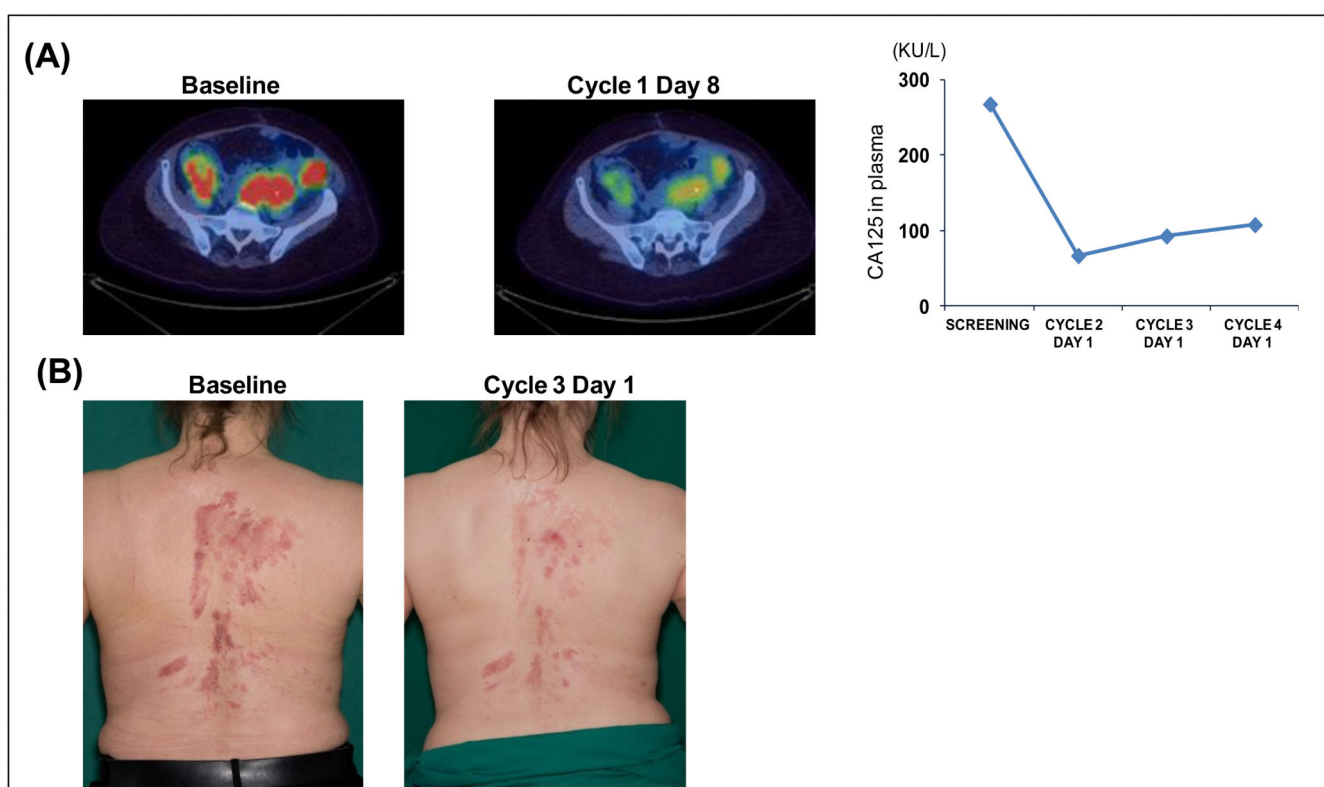 (A)
Baseline
Cycle 1 Day 8
(KU/L)
CA125 in plasma
300
200
100
0
SCREENING
CYCLE 2
DAY 1
CYCLE 3
DAY 1
CYCLE 4
DAY 1
(B)
Baseline
Cycle 3 Day 1